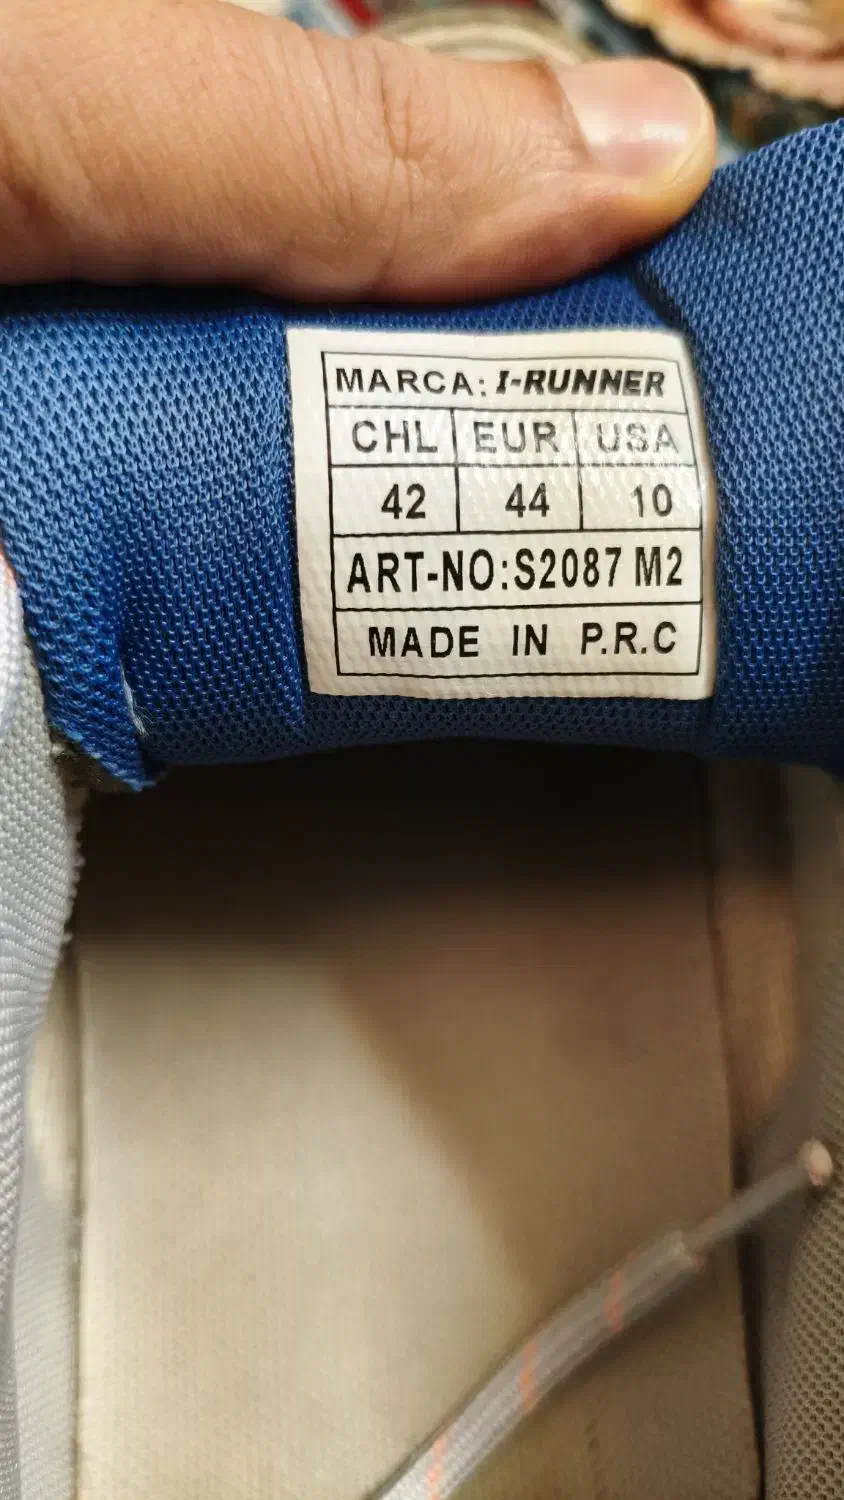 MARCA: I-RUNNER
CHL EUR USA
42 44 10
ART-NO:S2087 M2
MADE IN P.R.C